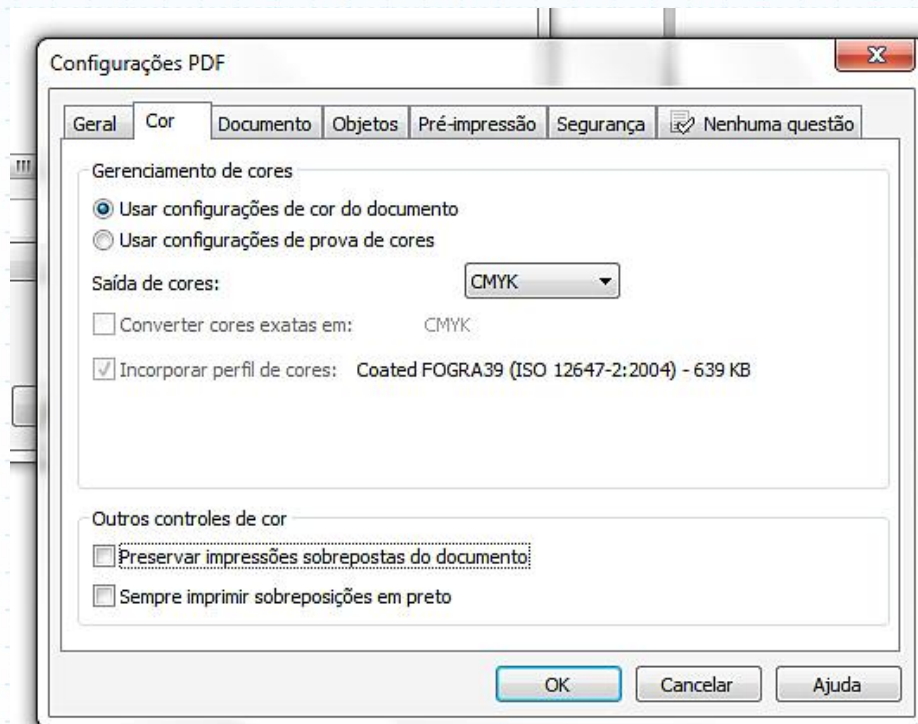 Configurações PDF
Geral Cor Documento Objetos Pré-impressão Segurança Nenhuma questão
Gerenciamento de cores
Usar configurações de cor do documento
Usar configurações de prova de cores
Saída de cores: CMYK
Converter cores exatas em: CMYK
Incorporar perfil de cores: Coated FOGRA39 (ISO 12647-2:2004) - 639 KB
Outros controles de cor
Preservar impressões sobrepostas do documento
Sempre imprimir sobreposições em preto
OK Cancelar Ajuda